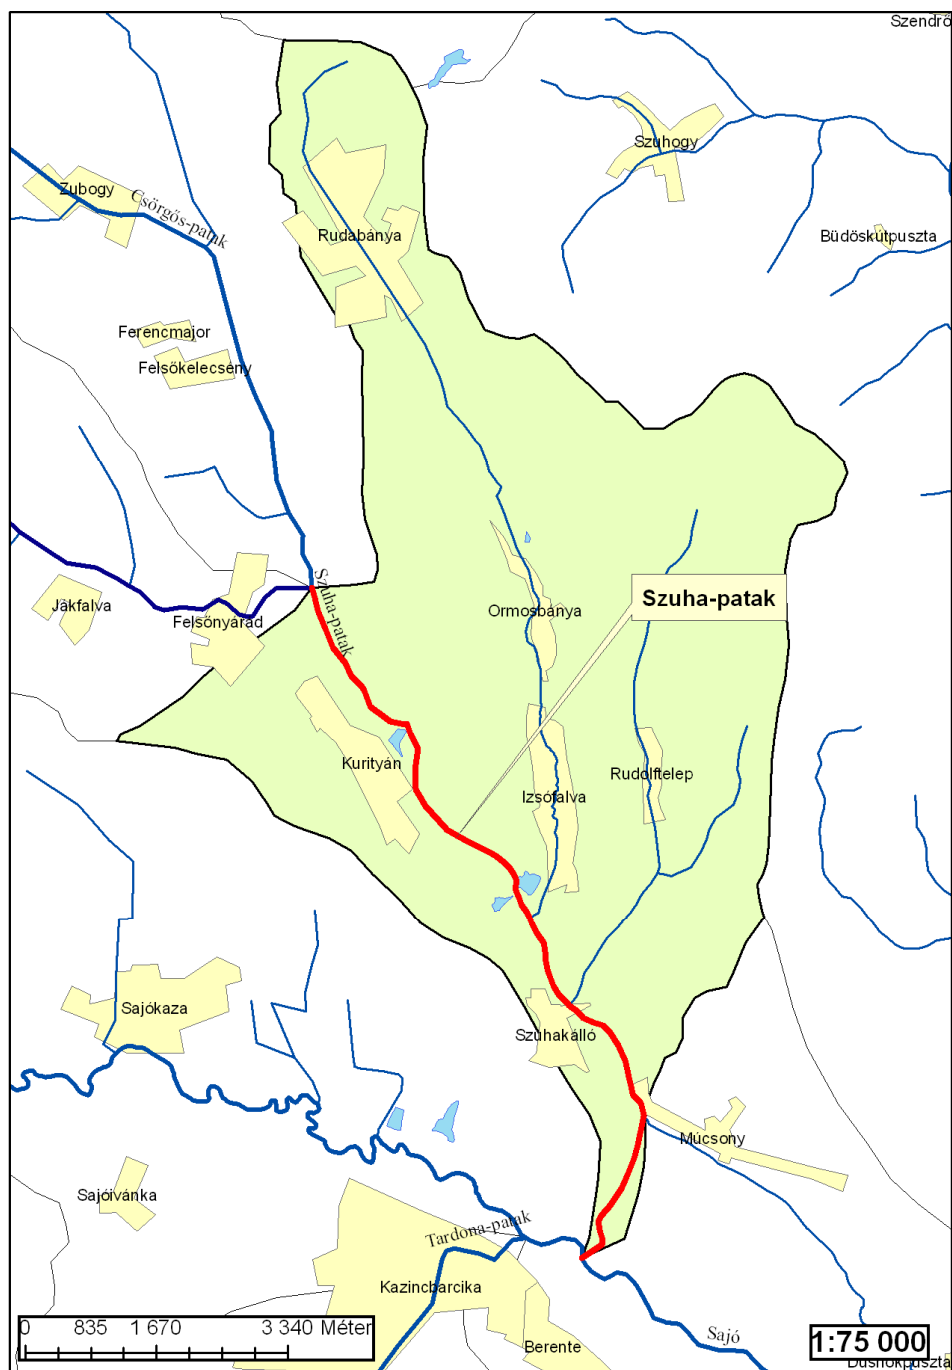 Szendrő
Szuhogy
Zubogy
Csörgős-patak
Rudabánya
Büdöskútpuszta
Ferencmajor
Felsőkelecsény
Szuha-patak
Jákfalva
Felsőnyárád
Ormosbánya
Szuha-patak
Kurityán
Izsófalva
Rudolftelep
Sajókaza
Szuhakálló
Múcsony
Sajóivánka
Tardona-patak
Kazincbarcika
Berente
Sajó
0 835 1 670 3 340 Méter
1:75 000
Dusnokpuszta